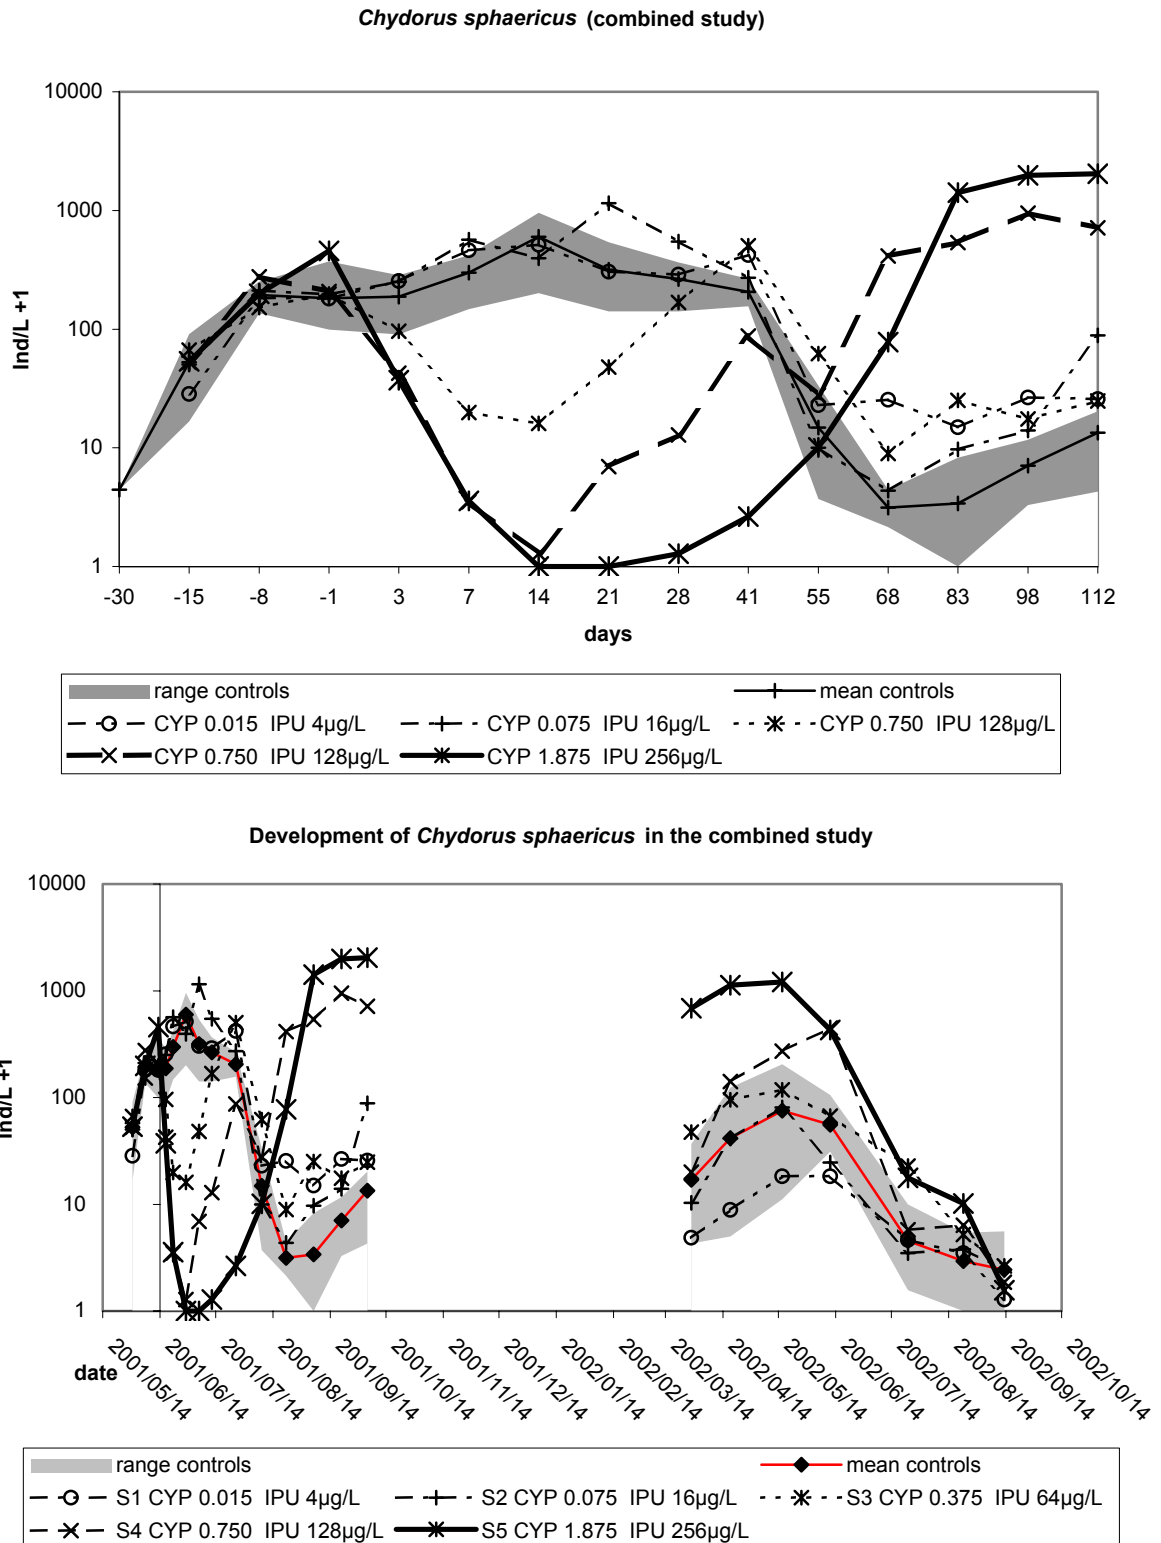 Chydorus sphaericus (combined study)
10000
1000
100
10
1
Ind/L +1
-30 -15 -8 -1 3 7 14 21 28 41 55 68 83 98 112
days
range controls mean controls
CYP 0.015 IPU 4µg/L CYP 0.075 IPU 16µg/L CYP 0.750 IPU 128µg/L
CYP 0.750 IPU 128µg/L CYP 1.875 IPU 256µg/L
Development of Chydorus sphaericus in the combined study
10000
1000
100
10
1
Ind/L +1
date
2001/05/14 2001/06/14 2001/07/14 2001/08/14 2001/09/14 2001/10/14 2001/11/14 2001/12/14 2002/01/14 2002/02/14 2002/03/14 2002/04/14 2002/05/14 2002/06/14 2002/07/14 2002/08/14 2002/09/14 2002/10/14
range controls mean controls
S1 CYP 0.015 IPU 4µg/L S2 CYP 0.075 IPU 16µg/L S3 CYP 0.375 IPU 64µg/L
S4 CYP 0.750 IPU 128µg/L S5 CYP 1.875 IPU 256µg/L